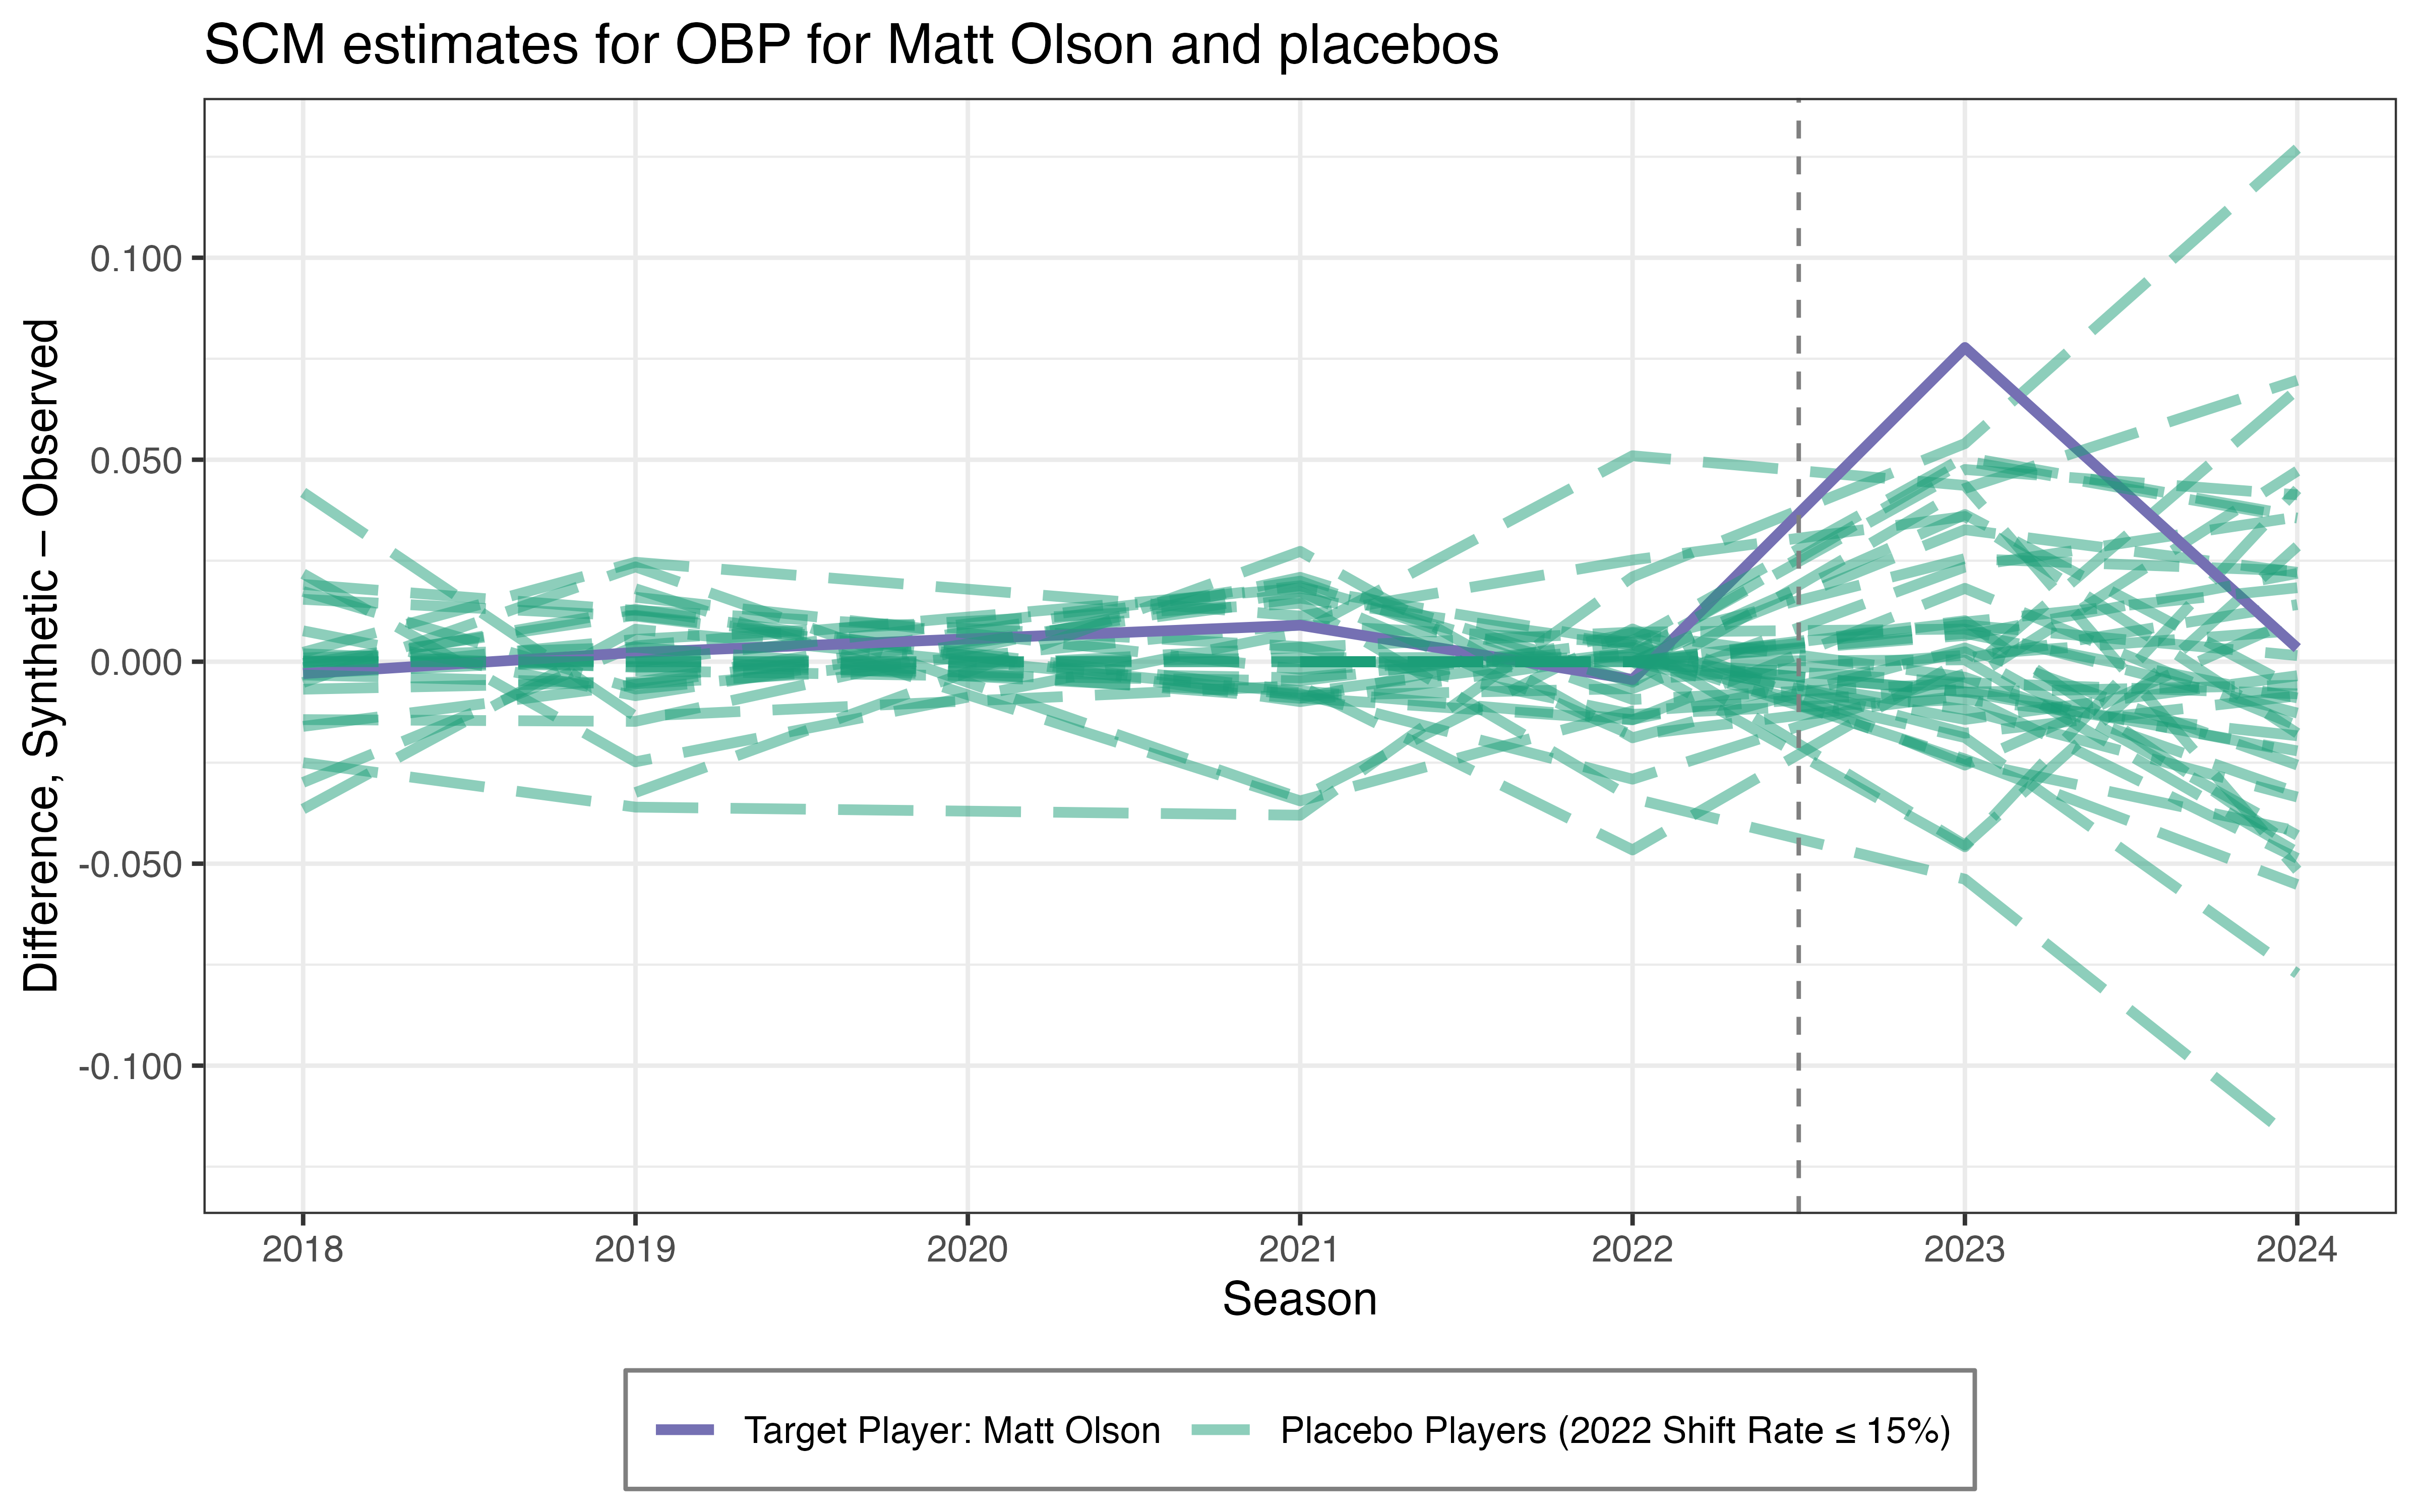 SCM estimates for OBP for Matt Olson and placebos
Difference, Synthetic − Observed
0.100
0.050
0.000
-0.050
-0.100
2018 2019 2020 2021 2022 2023 2024
Season
Target Player: Matt Olson Placebo Players (2022 Shift Rate ≤ 15%)